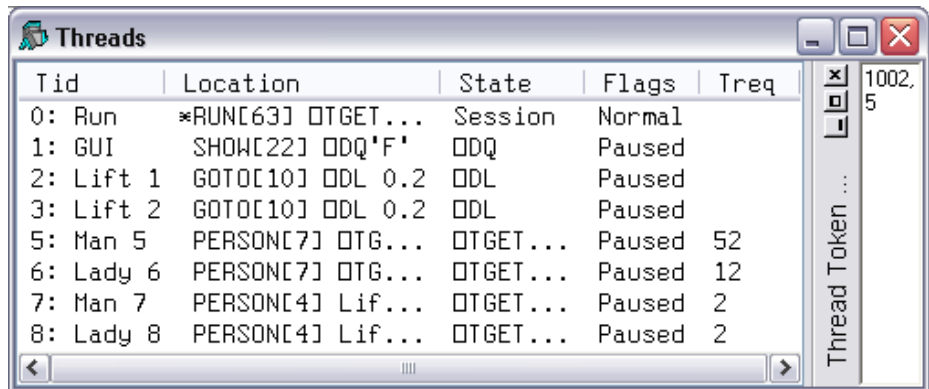 Threads
Tid Location State Flags Treq
0: Run *RUN[63] ⎕TGET... Session Normal
1: GUI SHOW[22] ⎕DQ'F' ⎕DQ Paused
2: Lift 1 GOTO[10] ⎕DL 0.2 ⎕DL Paused
3: Lift 2 GOTO[10] ⎕DL 0.2 ⎕DL Paused
5: Man 5 PERSON[7] ⎕TG... ⎕TGET... Paused 52
6: Lady 6 PERSON[7] ⎕TG... ⎕TGET... Paused 12
7: Man 7 PERSON[4] Lif... ⎕TGET... Paused 2
8: Lady 8 PERSON[4] Lif... ⎕TGET... Paused 2
Thread Token ...
1002,
5